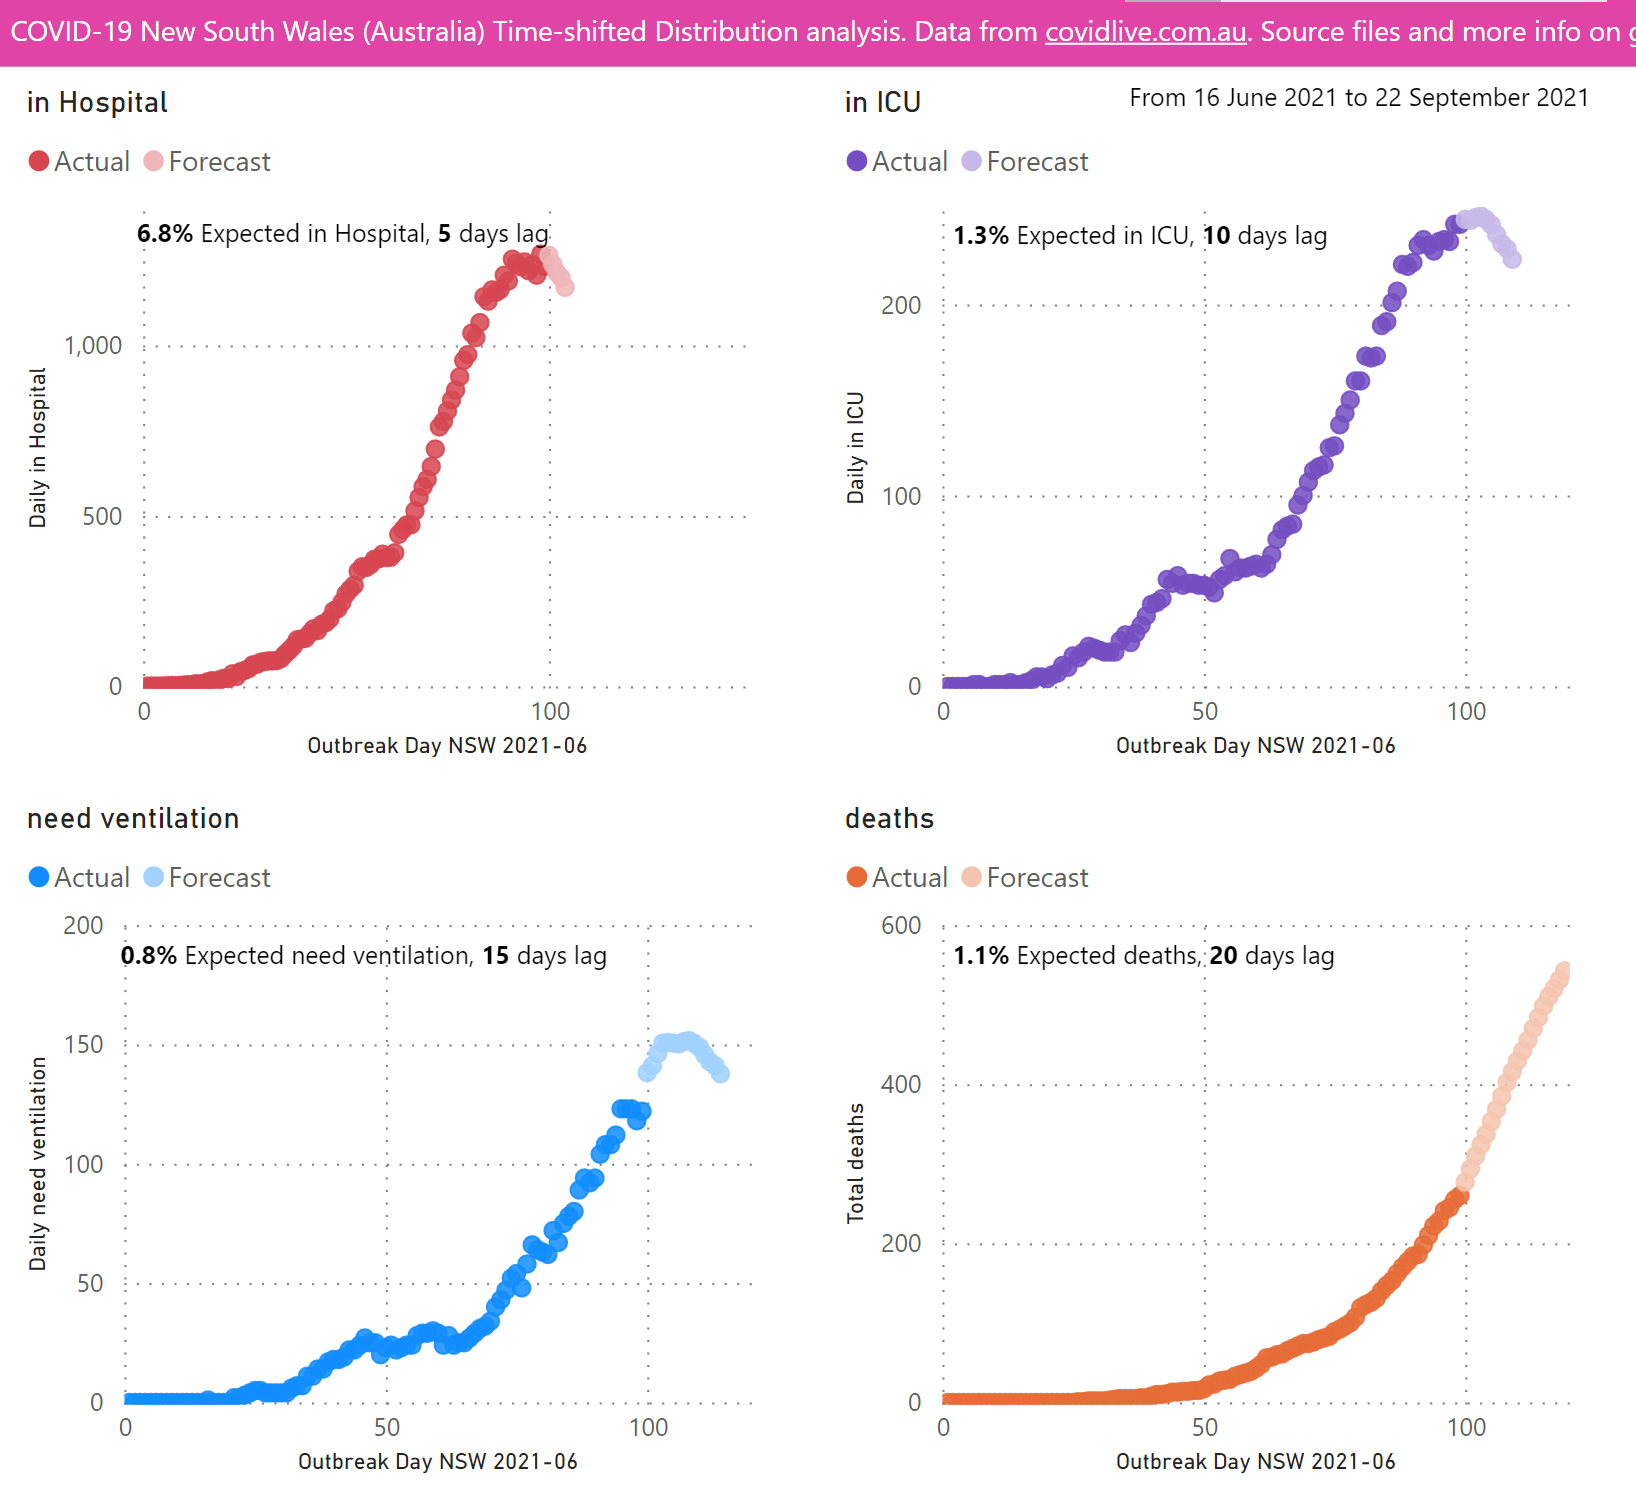 COVID-19 New South Wales (Australia) Time-shifted Distribution analysis. Data from covidlive.com.au. Source files and more info on
in Hospital
Actual Forecast
6.8% Expected in Hospital, 5 days lag
Daily in Hospital
1,000
500
0
0 100
Outbreak Day NSW 2021-06
in ICU
From 16 June 2021 to 22 September 2021
Actual Forecast
1.3% Expected in ICU, 10 days lag
Daily in ICU
200
100
0
0 50 100
Outbreak Day NSW 2021-06
need ventilation
Actual Forecast
0.8% Expected need ventilation, 15 days lag
Daily need ventilation
200
150
100
50
0
0 50 100
Outbreak Day NSW 2021-06
deaths
Actual Forecast
1.1% Expected deaths, 20 days lag
Total deaths
600
400
200
0
0 50 100
Outbreak Day NSW 2021-06